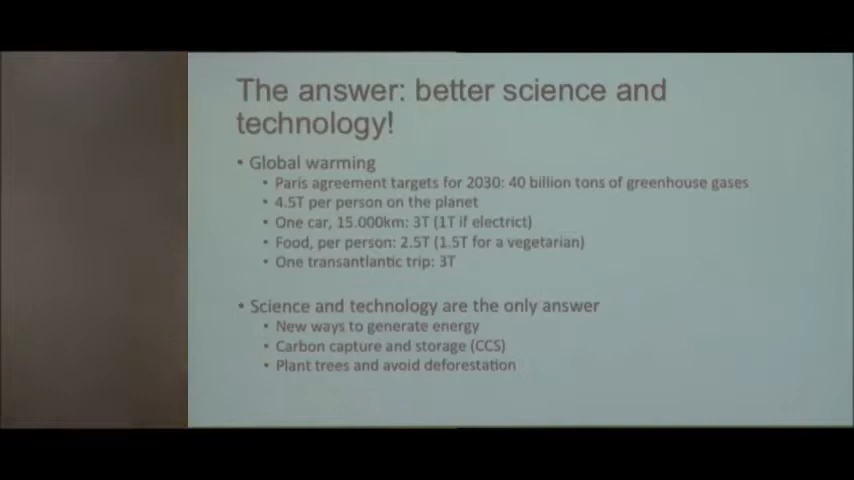 The answer: better science and
technology!
• Global warming
• Paris agreement targets for 2030: 40 billion tons of greenhouse gases
• 4.5T per person on the planet
• One car, 15.000km: 3T (1T if electrict)
• Food, per person: 2.5T (1.5T for a vegetarian)
• One transantlantic trip: 3T
• Science and technology are the only answer
• New ways to generate energy
• Carbon capture and storage (CCS)
• Plant trees and avoid deforestation